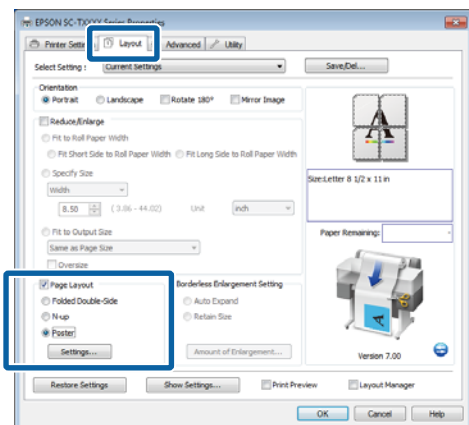 EPSON SC-TXXXX Series Properties
Printer Settings Layout Advanced Utility
Select Setting : Current Settings Save/Del...
Orientation
Portrait Landscape Rotate 180° Mirror Image
Reduce/Enlarge
Fit to Roll Paper Width
Fit Short Side to Roll Paper Width Fit Long Side to Roll Paper Width
Specify Size
Width
8.50 ( 3.06 - 44.02) Unit inch
Fit to Output Size
Same as Page Size
Oversize
Size:Letter 8 1/2 x 11 in
Paper Remaining:
Page Layout
Folded Double-Side
N-up
Poster
Settings...
Borderless Enlargement Setting
Auto Expand
Retain Size
Amount of Enlargement...
Version 7.00
Restore Settings Show Settings... Print Preview Layout Manager
OK Cancel Help